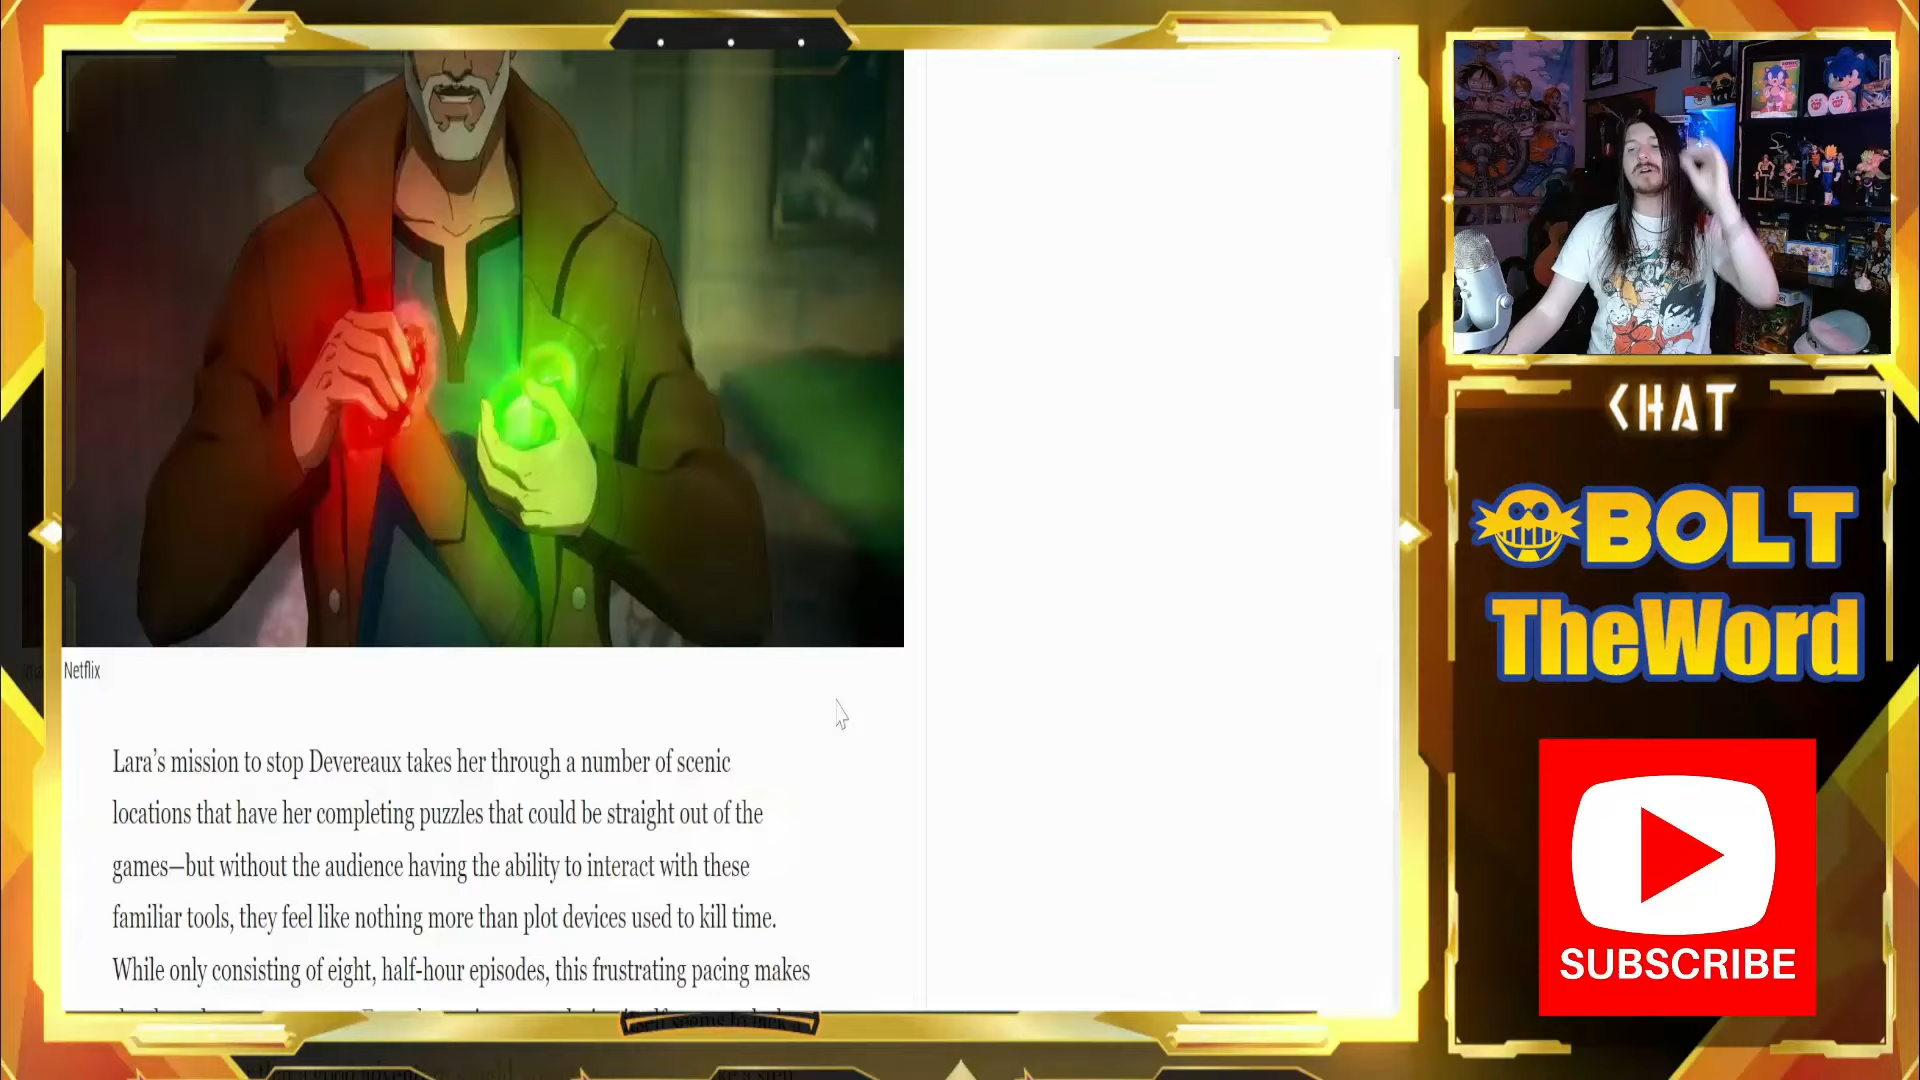 Netflix
Lara’s mission to stop Devereaux takes her through a number of scenic
locations that have her completing puzzles that could be straight out of the
games—but without the audience having the ability to interact with these
familiar tools, they feel like nothing more than plot devices used to kill time.
While only consisting of eight, half-hour episodes, this frustrating pacing makes
CHAT
BOLT
TheWord
SUBSCRIBE